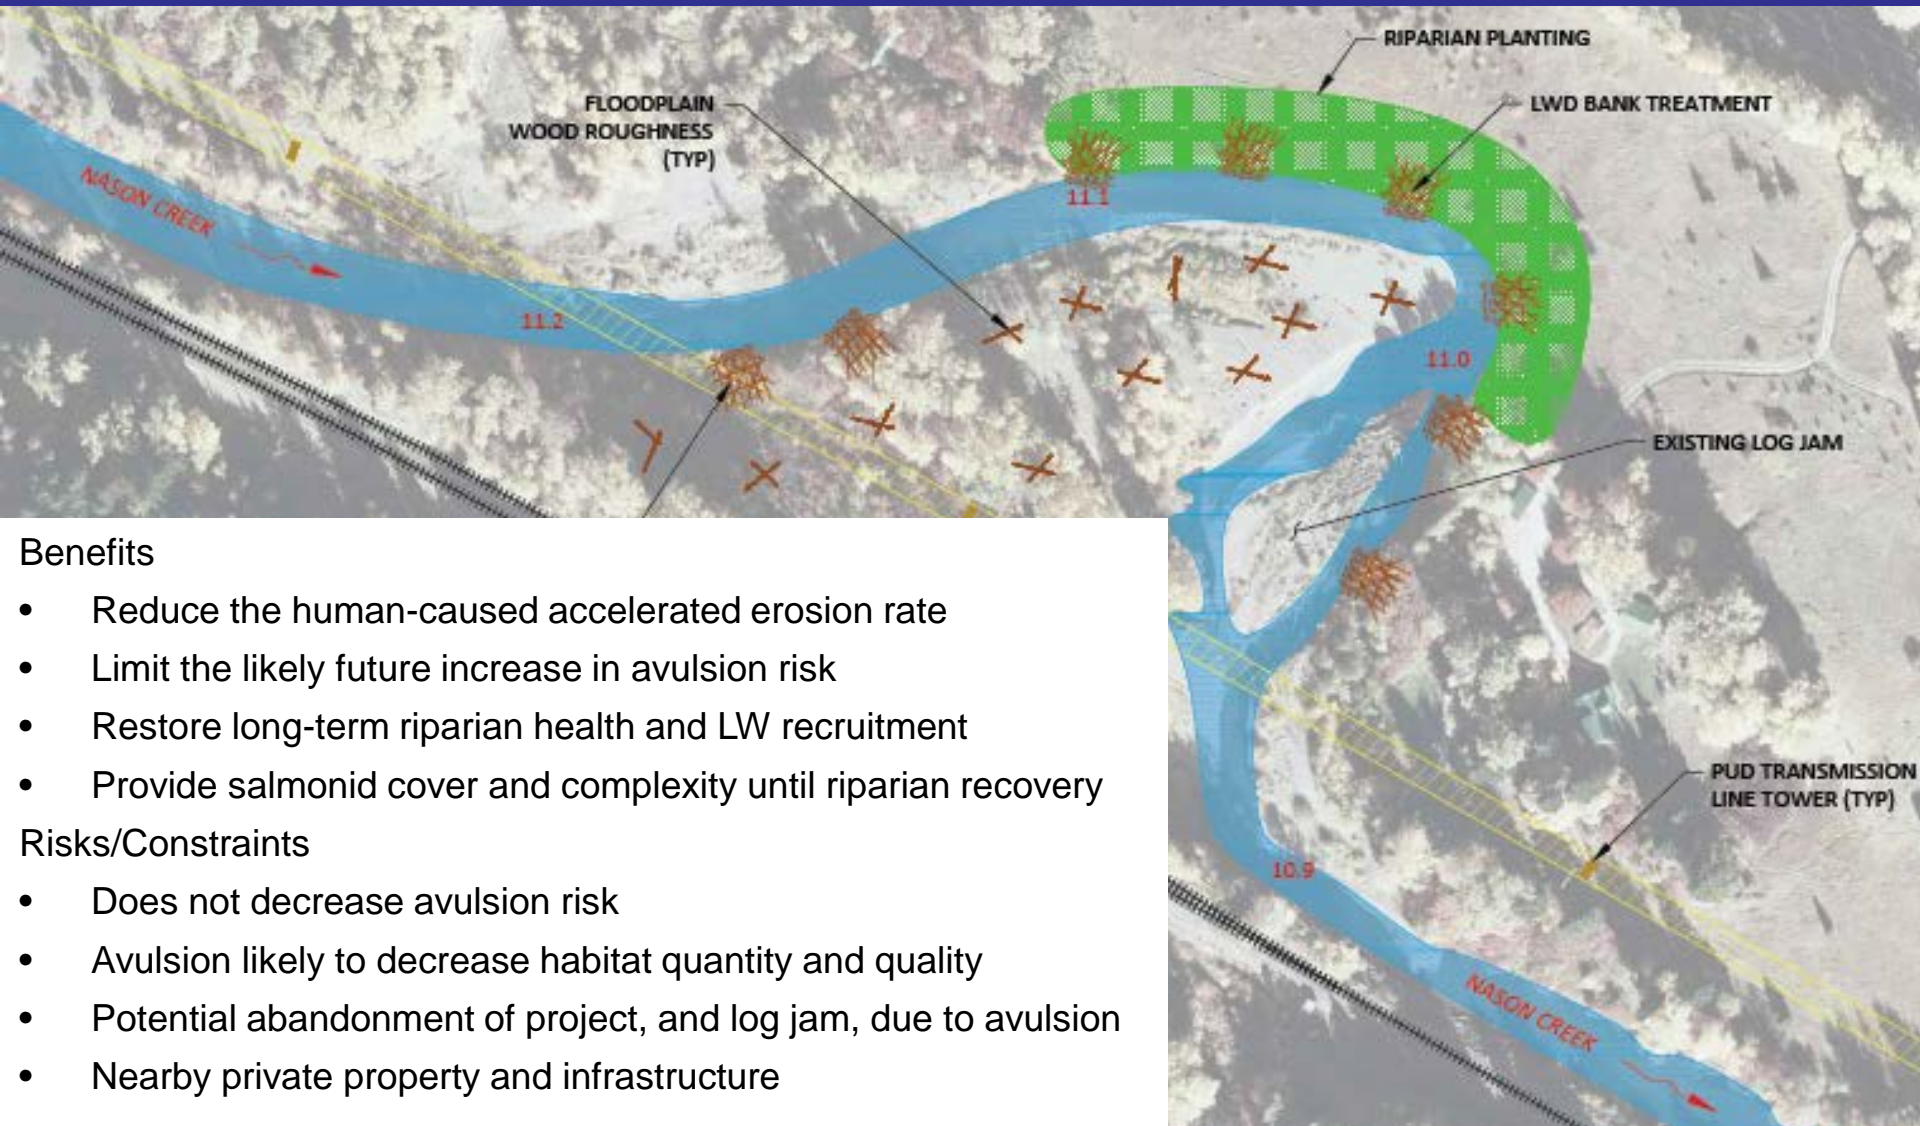 RIPARIAN PLANTING
FLOODPLAIN
WOOD ROUGHNESS
(TYP)
LWD BANK TREATMENT
NASON CREEK
11.1
11.2
11.0
EXISTING LOG JAM
Benefits
• Reduce the human-caused accelerated erosion rate
• Limit the likely future increase in avulsion risk
• Restore long-term riparian health and LW recruitment
• Provide salmonid cover and complexity until riparian recovery
Risks/Constraints
• Does not decrease avulsion risk
• Avulsion likely to decrease habitat quantity and quality
• Potential abandonment of project, and log jam, due to avulsion
• Nearby private property and infrastructure
PUD TRANSMISSION
LINE TOWER (TYP)
10.9
NASON CREEK